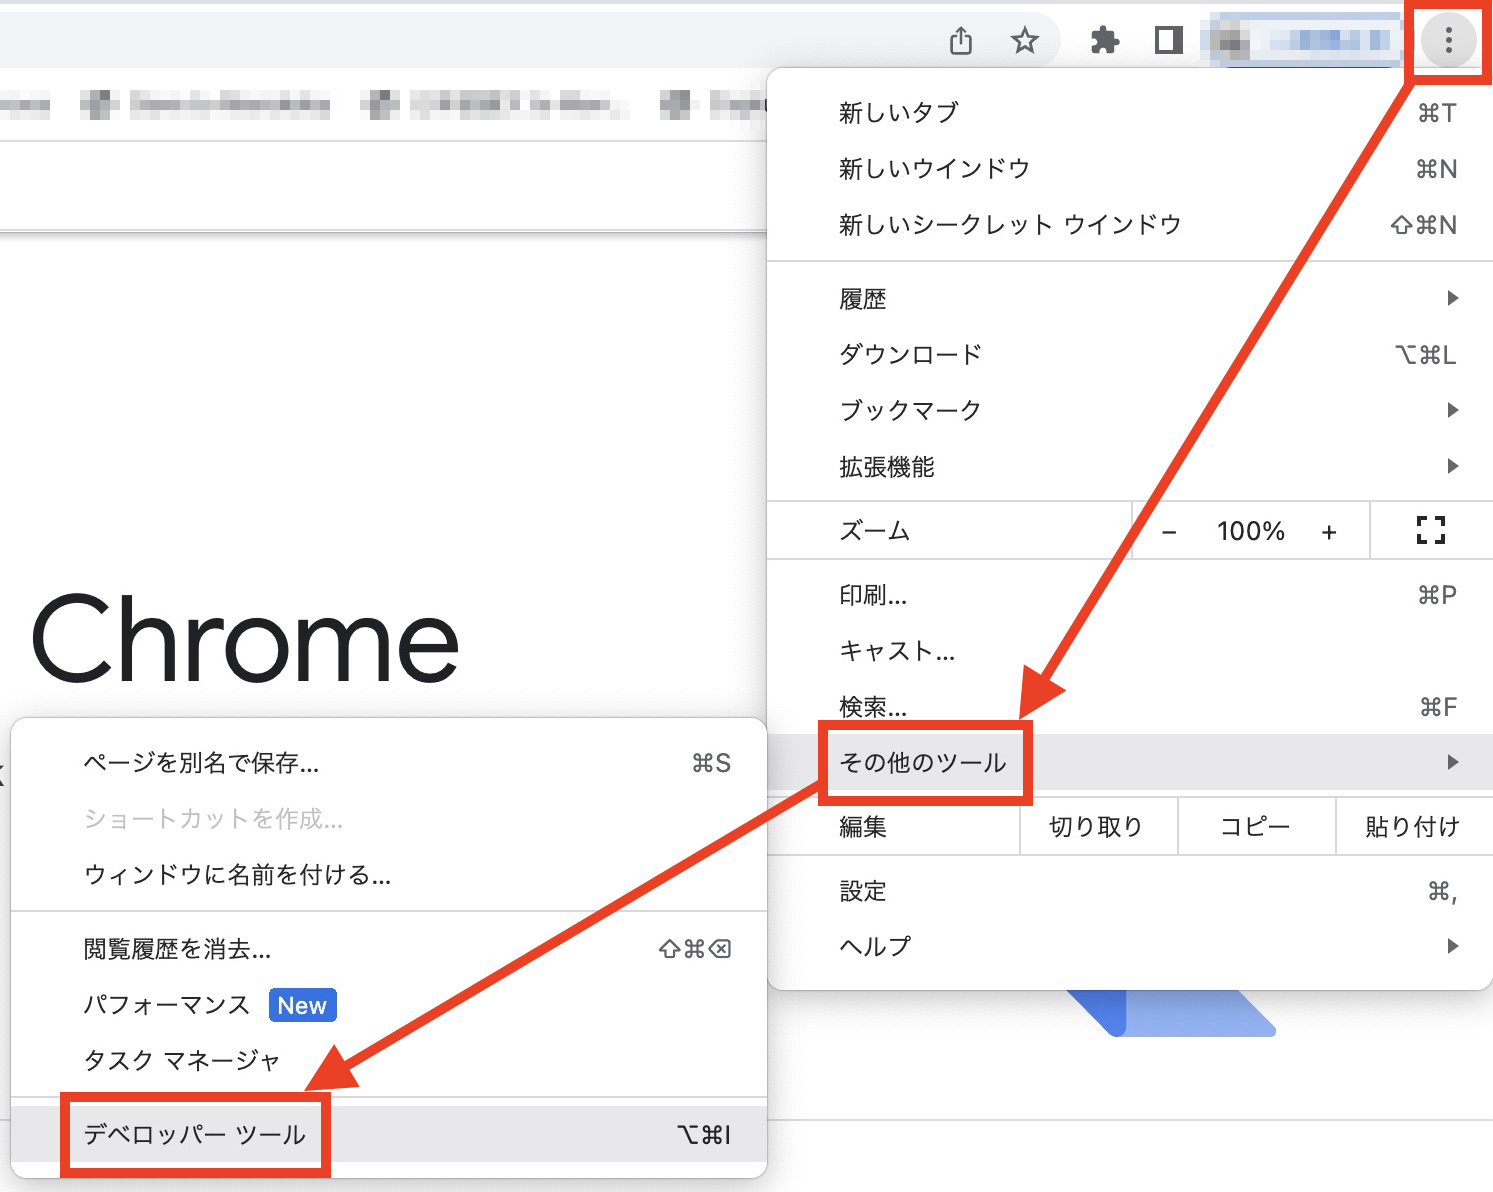 新しいタブ ⌘T
新しいウインドウ ⌘N
新しいシークレット ウインドウ ⇧⌘N
履歴
ダウンロード ⌥⌘L
ブックマーク
拡張機能
ズーム − 100% +
印刷... ⌘P
キャスト...
検索... ⌘F
その他のツール
編集 切り取り コピー 貼り付け
設定 ⌘,
ヘルプ
Chrome
ページを別名で保存... ⌘S
ショートカットを作成...
ウィンドウに名前を付ける...
閲覧履歴を消去... ⇧⌘⌫
パフォーマンス New
タスク マネージャ
デベロッパー ツール ⌥⌘I